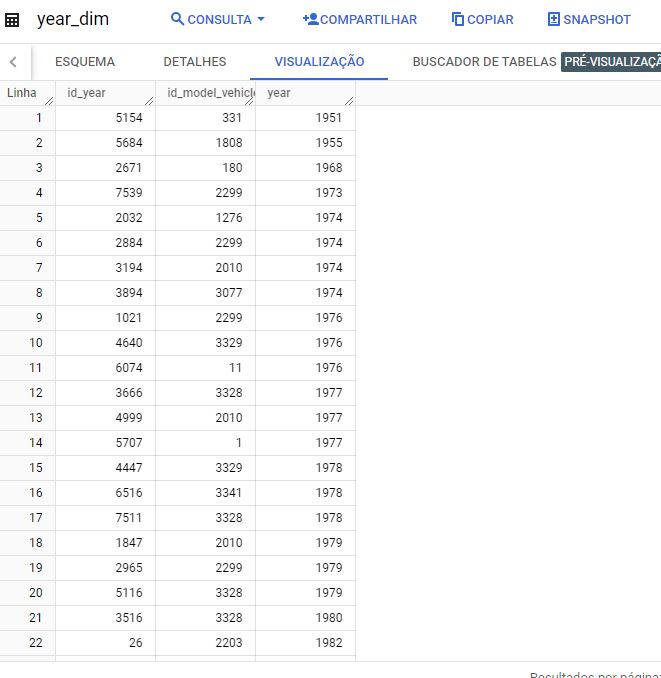 year_dim CONSULTA COMPARTILHAR COPIAR SNAPSHOT
ESQUEMA DETALHES VISUALIZAÇÃO BUSCADOR DE TABELAS
Linha id_year year
1 5154 331 1951
2 5684 1808 1955
3 2671 180 1968
4 7539 2299 1973
5 2032 1276 1974
6 2884 2299 1974
7 3194 2010 1974
8 3894 3077 1974
9 1021 2299 1976
10 4640 3329 1976
11 6074 11 1976
12 3666 3328 1977
13 4999 2010 1977
14 5707 1 1977
15 4447 3329 1978
16 6516 3341 1978
17 7511 3328 1978
18 1847 2010 1979
19 2965 2299 1979
20 5116 3328 1979
21 3516 3328 1980
22 26 2203 1982
Resultados por página: